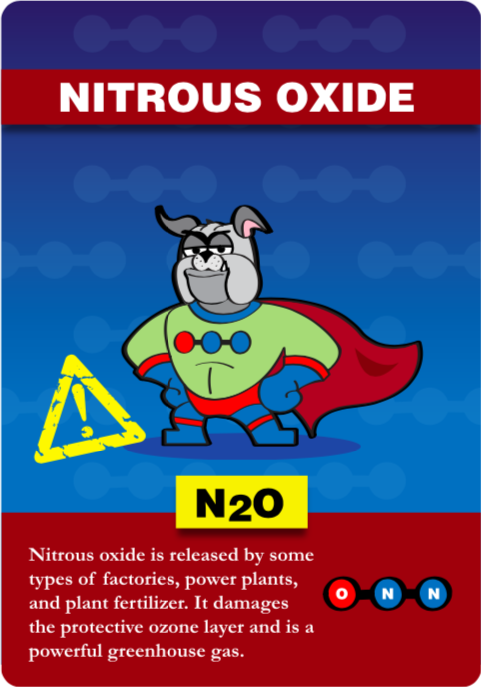 NITROUS OXIDE
!
N2O
Nitrous oxide is released by some
types of factories, power plants,
and plant fertilizer. It damages
the protective ozone layer and is a
powerful greenhouse gas.
O N N